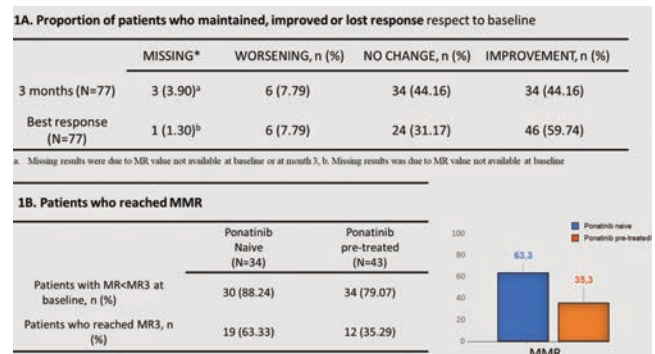 1A. Proportion of patients who maintained, improved or lost response respect to baseline
MISSING* WORSENING, n (%) NO CHANGE, n (%) IMPROVEMENT, n (%)
3 months (N=77) 3 (3.90)ᵃ 6 (7.79) 34 (44.16) 34 (44.16)
Best response (N=77) 1 (1.30)ᵇ 6 (7.79) 24 (31.17) 46 (59.74)
a. Missing results were due to MR value not available at baseline or at month 3, b. Missing results was due to MR value not available at baseline
1B. Patients who reached MMR
Ponatinib Naive (N=34) Ponatinib pre-treated (N=43)
Patients with MR<MR3 at baseline, n (%) 30 (88.24) 34 (79.07)
Patients who reached MR3, n (%) 19 (63.33) 12 (35.29)
Ponatinib naive
Ponatinib pre-treated
100
80
60
40
20
0
63,3
35,3
MMR